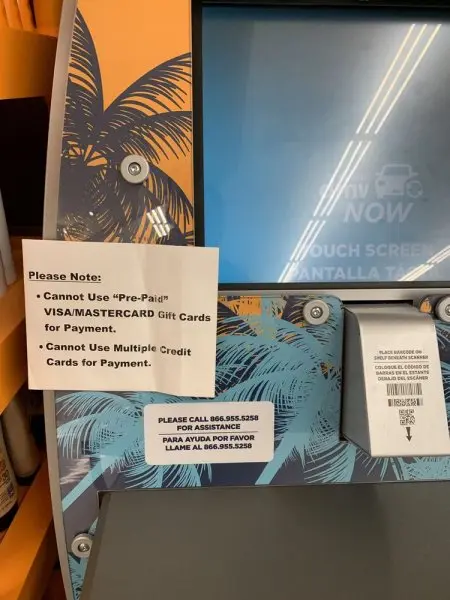 DMV
NOW
TOUCH SCREEN
PANTALLA TÁ
Please Note:
• Cannot Use "Pre-Paid"
VISA/MASTERCARD Gift Cards
for Payment.
• Cannot Use Multiple Credit
Cards for Payment.
PLACE BARCODE ON
SHELF BENEATH SCANNER
COLOQUE EL CÓDIGO DE
BARRAS EN EL ESTANTE
DEBAJO DEL ESCÁNER
PLEASE CALL 866.955.5258
FOR ASSISTANCE
PARA AYUDA POR FAVOR
LLAME AL 866.955.5258